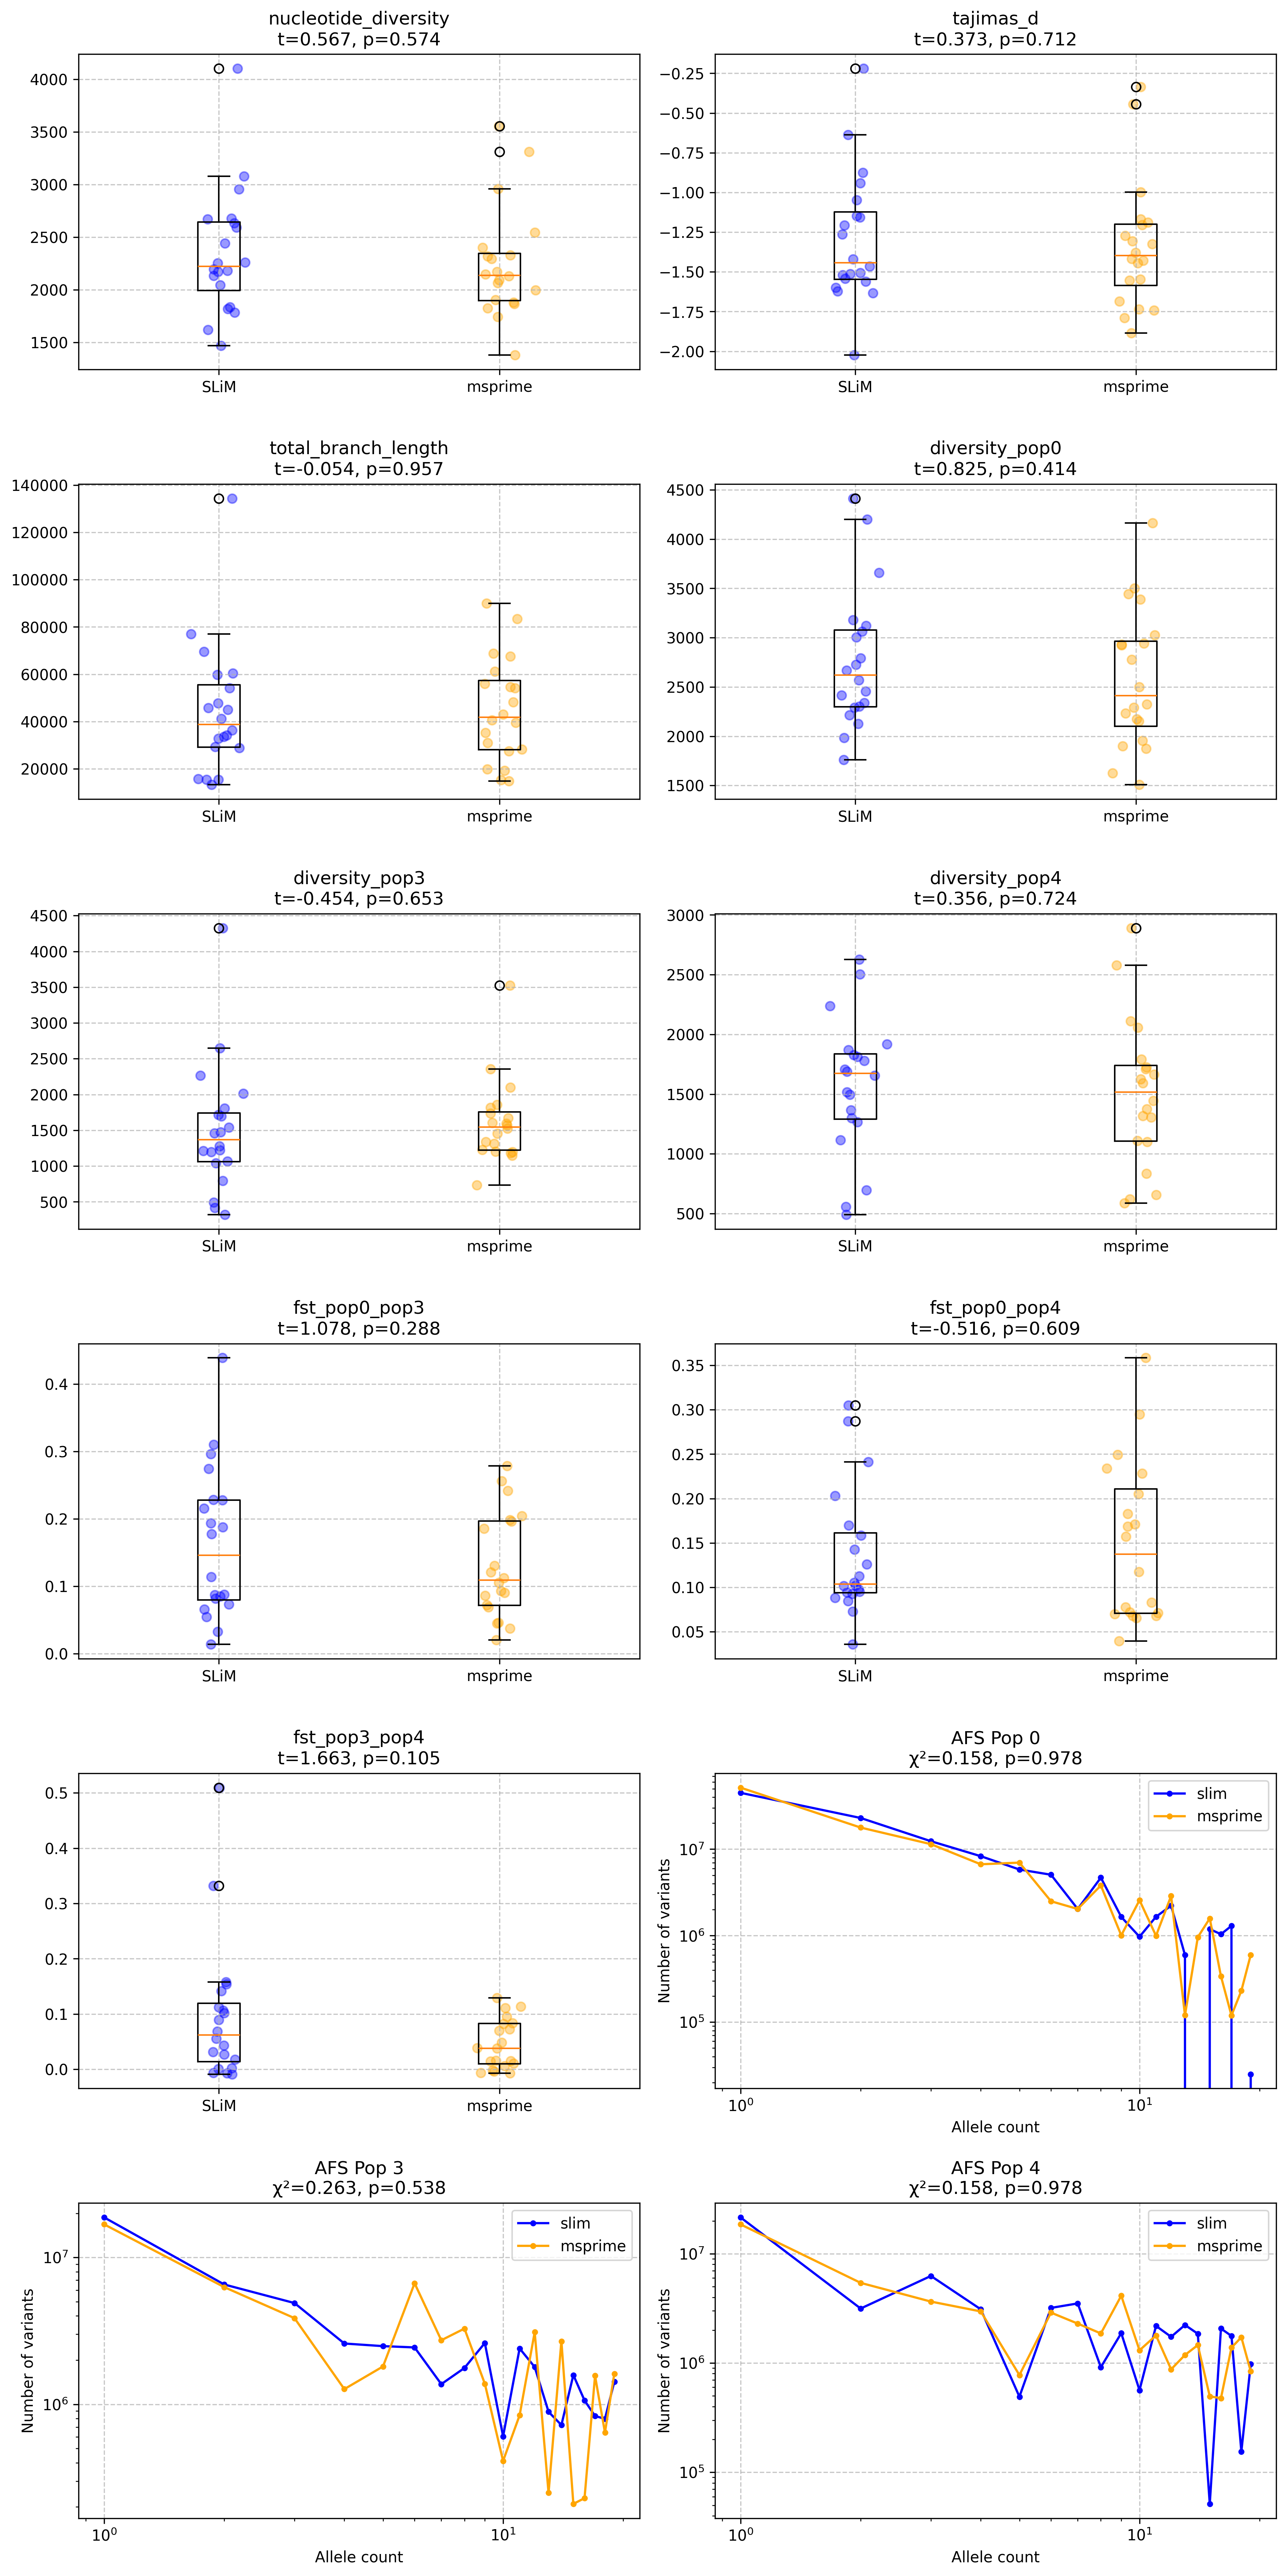 nucleotide_diversity
t=0.567, p=0.574
4000
3500
3000
2500
2000
1500
SLiM
msprime
tajimas_d
t=0.373, p=0.712
−0.25
−0.50
−0.75
−1.00
−1.25
−1.50
−1.75
−2.00
SLiM
msprime
total_branch_length
t=-0.054, p=0.957
140000
120000
100000
80000
60000
40000
20000
SLiM
msprime
diversity_pop0
t=0.825, p=0.414
4500
4000
3500
3000
2500
2000
1500
SLiM
msprime
diversity_pop3
t=-0.454, p=0.653
4500
4000
3500
3000
2500
2000
1500
1000
500
SLiM
msprime
diversity_pop4
t=0.356, p=0.724
3000
2500
2000
1500
1000
500
SLiM
msprime
fst_pop0_pop3
t=1.078, p=0.288
0.4
0.3
0.2
0.1
0.0
SLiM
msprime
fst_pop0_pop4
t=-0.516, p=0.609
0.35
0.30
0.25
0.20
0.15
0.10
0.05
SLiM
msprime
fst_pop3_pop4
t=1.663, p=0.105
0.5
0.4
0.3
0.2
0.1
0.0
SLiM
msprime
AFS Pop 0
χ²=0.158, p=0.978
slim
msprime
Number of variants
10⁷
10⁶
10⁵
10⁰
10¹
Allele count
AFS Pop 3
χ²=0.263, p=0.538
slim
msprime
Number of variants
10⁷
10⁶
10⁰
10¹
Allele count
AFS Pop 4
χ²=0.158, p=0.978
slim
msprime
Number of variants
10⁷
10⁶
10⁵
10⁰
10¹
Allele count